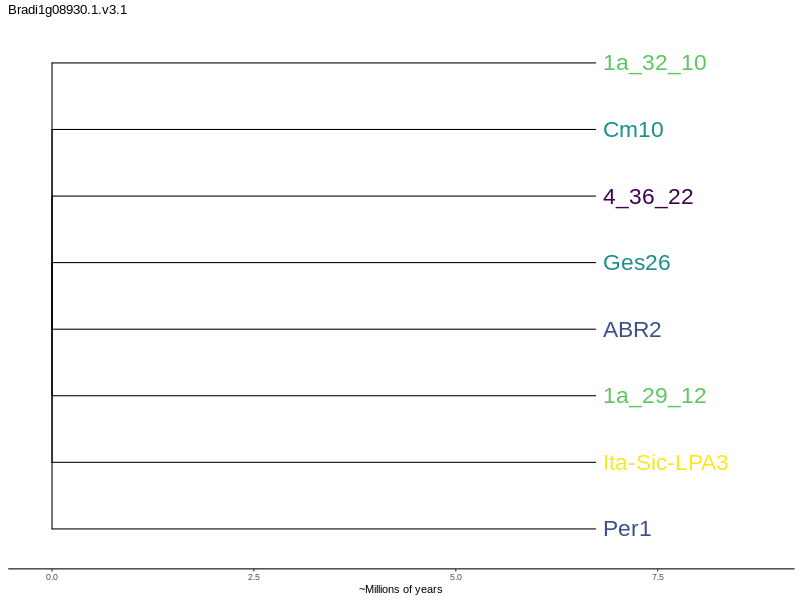 Bradi1g08930.1.v3.1
1a_32_10
Cm10
4_36_22
Ges26
ABR2
1a_29_12
Ita-Sic-LPA3
Per1
0.0 2.5 5.0 7.5
~Millions of years